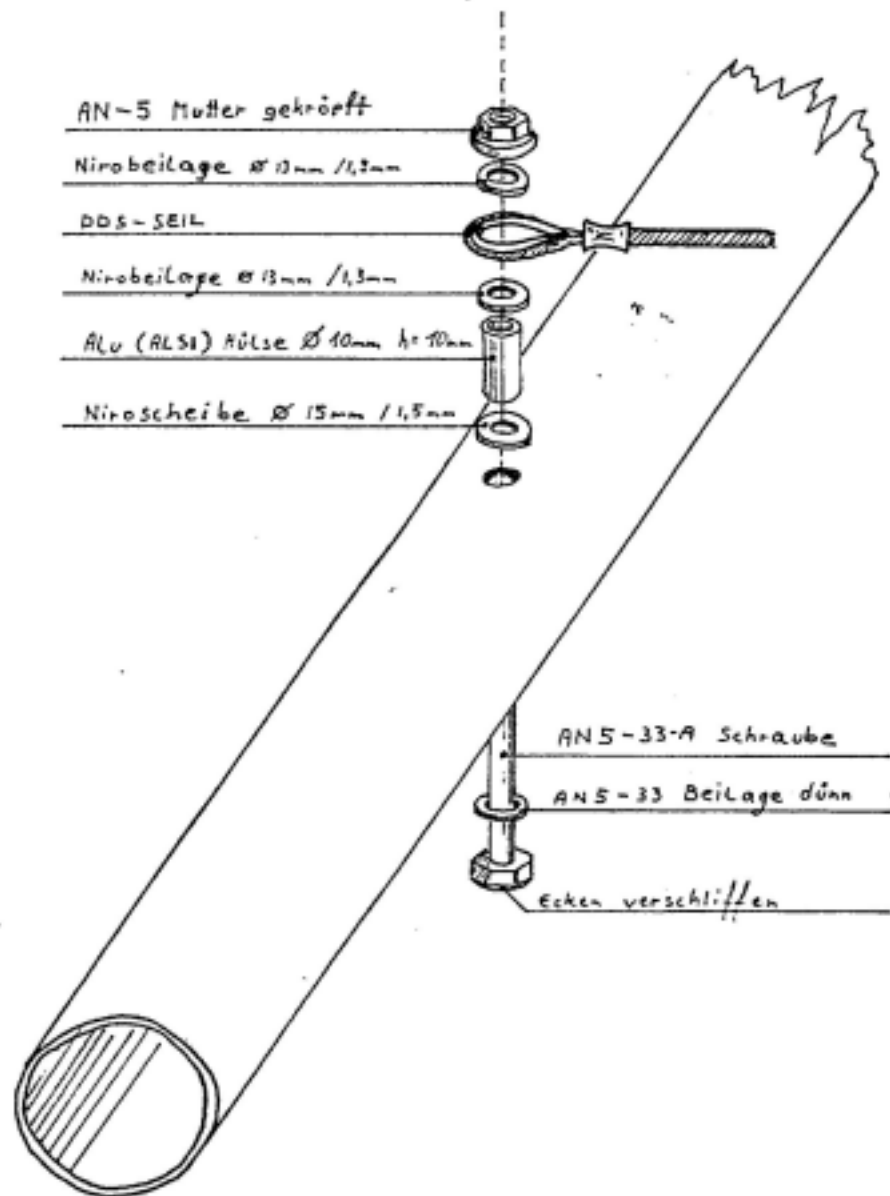 AN-5 Mutter gekröpft
Nirobeilage Ø 13mm /1,3mm
DDS-SEIL
Nirobeilage Ø 13mm /1,3mm
ALU (ALSI) Hülse Ø 10mm h=10mm
Niroscheibe Ø 15mm /1,5mm
AN5-33-A Schraube
AN5-33 Beilage dünn
Ecken verschliffen